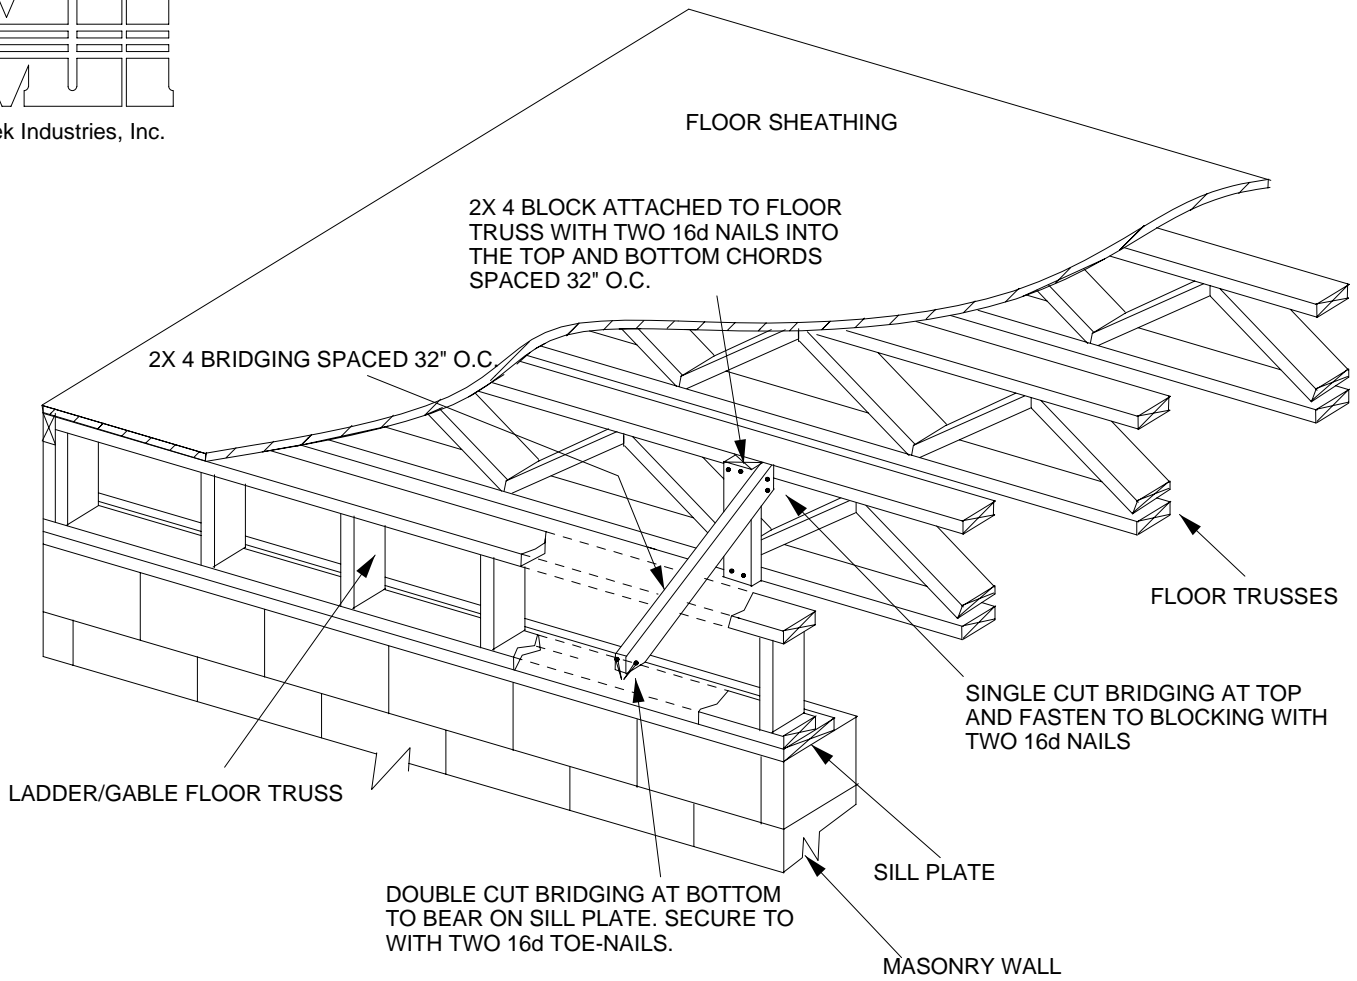 ek Industries, Inc.
FLOOR SHEATHING
2X 4 BLOCK ATTACHED TO FLOOR
TRUSS WITH TWO 16d NAILS INTO
THE TOP AND BOTTOM CHORDS
SPACED 32" O.C.
2X 4 BRIDGING SPACED 32" O.C.
FLOOR TRUSSES
SINGLE CUT BRIDGING AT TOP
AND FASTEN TO BLOCKING WITH
TWO 16d NAILS
LADDER/GABLE FLOOR TRUSS
SILL PLATE
DOUBLE CUT BRIDGING AT BOTTOM
TO BEAR ON SILL PLATE. SECURE TO
WITH TWO 16d TOE-NAILS.
MASONRY WALL